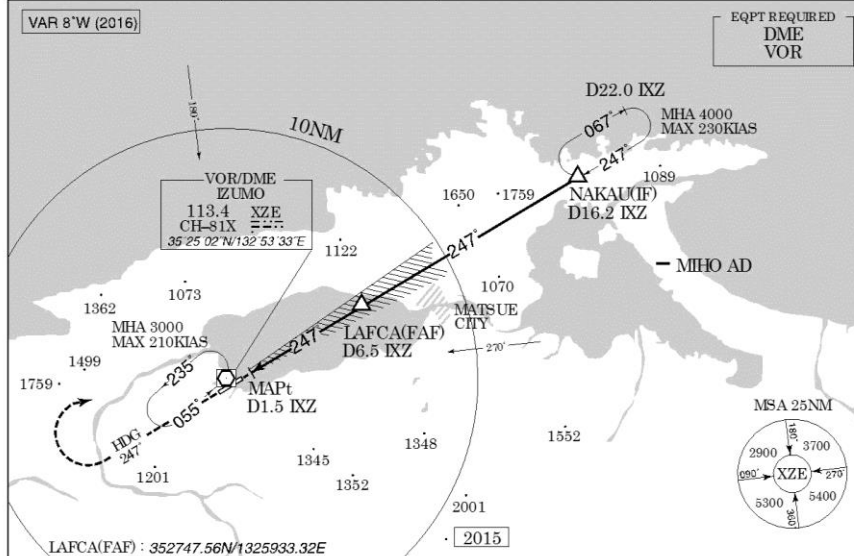 VAR 8°W (2016)
EQPT REQUIRED
DME
VOR
180°
10NM
D22.0 IXZ
067°
MHA 4000
MAX 230KIAS
247°
1089
VOR/DME
IZUMO
113.4 XZE
CH-81X
35°25′02″N/132°53′33″E
1650
1759
NAKAU(IF)
D16.2 IXZ
247°
1122
MIHO AD
1070
1362
1073
MATSUE
CITY
LAFCA(FAF)
D6.5 IXZ
247°
270°
MHA 3000
MAX 210KIAS
1499
1759
235°
055°
MAPt
D1.5 IXZ
HDG
247°
MSA 25NM
180°
2900
3700
090°
XZE
270°
5300
5400
360°
1552
1348
1345
1201
1352
2001
2015
LAFCA(FAF) : 352747.56N/1325933.32E